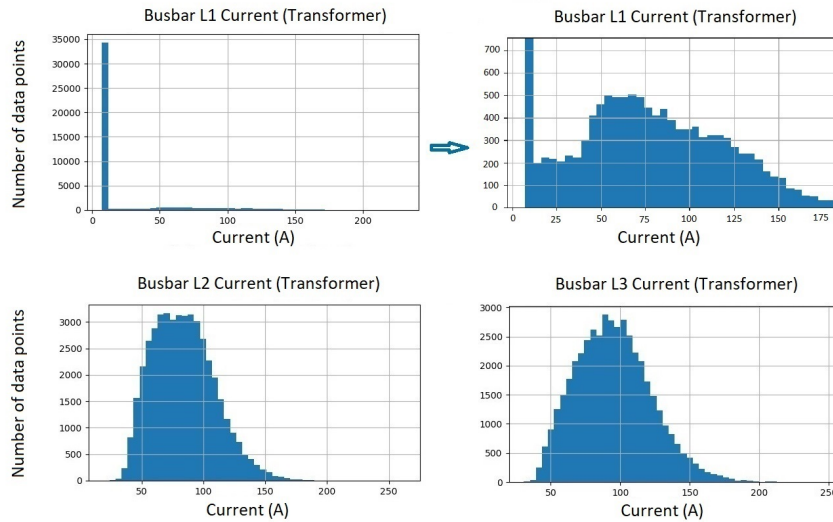 Busbar L1 Current (Transformer)
Number of data points
35000
30000
25000
20000
15000
10000
5000
0
0 50 100 150 200
Current (A)
Busbar L1 Current (Transformer)
700
600
500
400
300
200
100
0
0 25 50 75 100 125 150 175
Current (A)
Busbar L2 Current (Transformer)
Number of data points
3000
2500
2000
1500
1000
500
0
50 100 150 200 250
Current (A)
Busbar L3 Current (Transformer)
3000
2500
2000
1500
1000
500
0
50 100 150 200 250
Current (A)